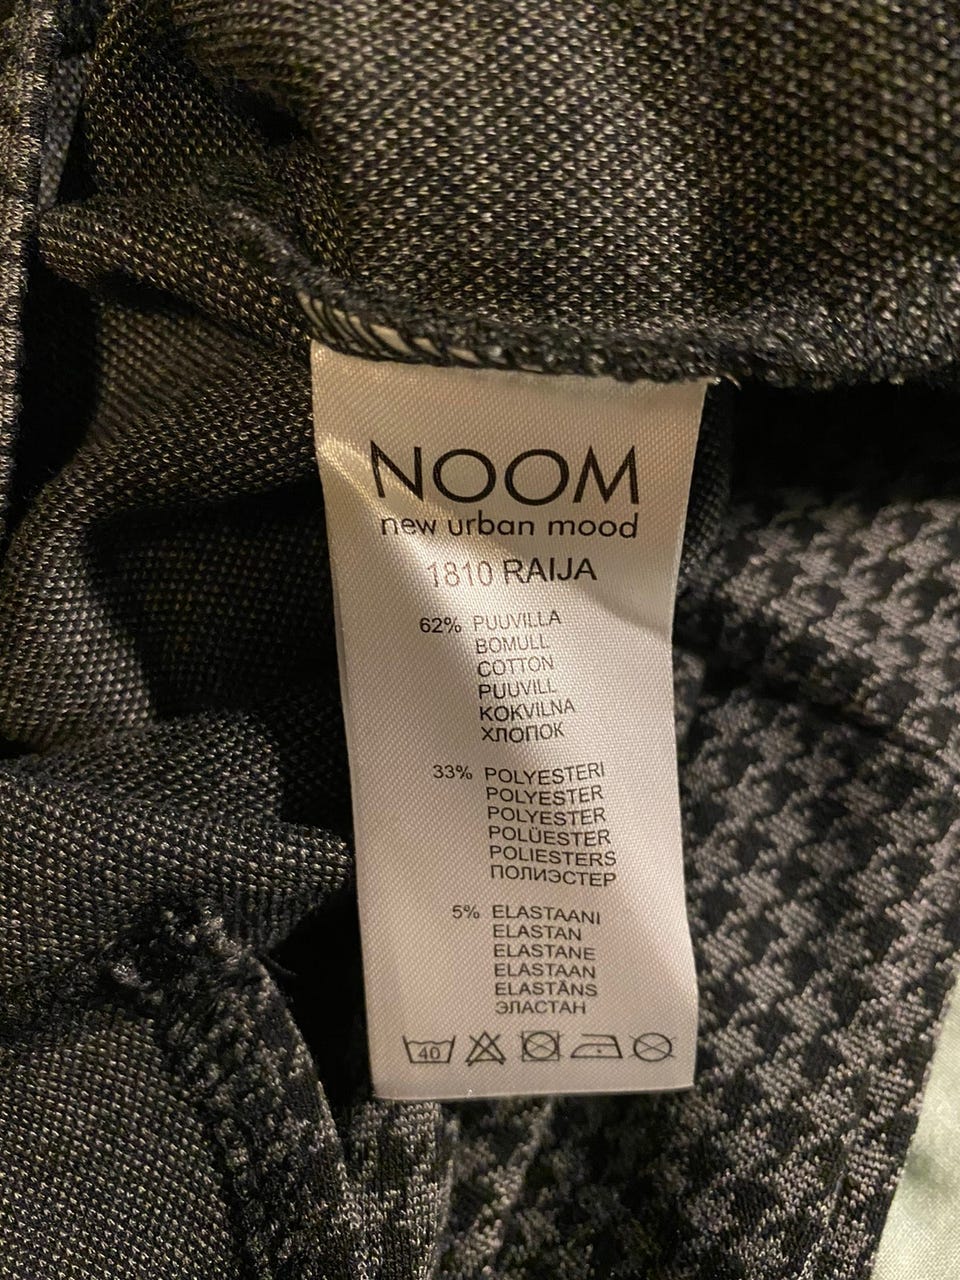 NOOM
new urban mood
1810 RAIJA
62% PUUVILLA
BOMULL
COTTON
PUUVILL
KOKVILNA
ХЛОПОК
33% POLYESTERI
POLYESTER
POLYESTER
POLÜESTER
POLIESTERS
ПОЛИЭСТЕР
5% ELASTAANI
ELASTAN
ELASTANE
ELASTAAN
ELASTĀNS
ЭЛАСТАН
40